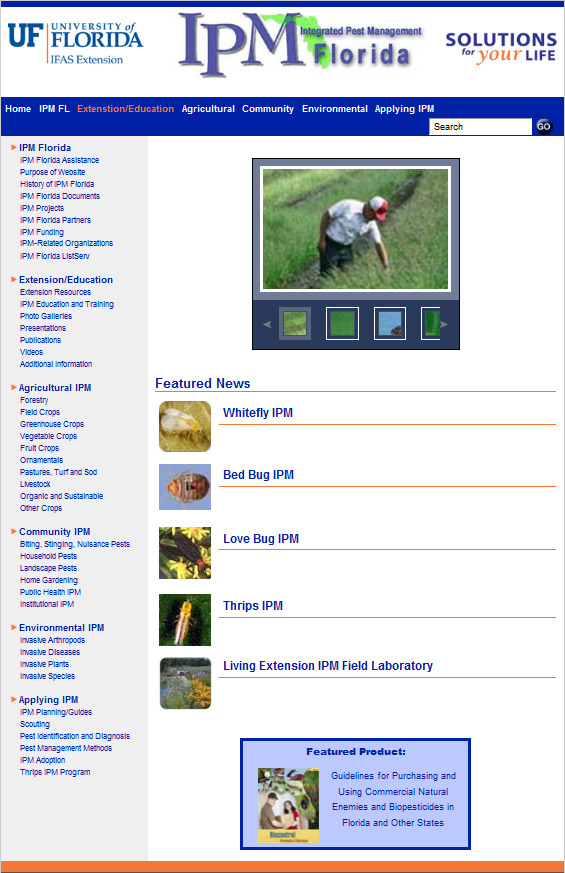 UF UNIVERSITY of
FLORIDA
IFAS Extension
IPM Integrated Pest Management
Florida
SOLUTIONS
for your LIFE
Home IPM FL Extenstion/Education Agricultural Community Environmental Applying IPM
Search GO
IPM Florida
IPM Florida Assistance
Purpose of Website
History of IPM Florida
IPM Florida Documents
IPM Projects
IPM Florida Partners
IPM Funding
IPM-Related Organizations
IPM Florida ListServ
Extension/Education
Extension Resources
IPM Education and Training
Photo Galleries
Presentations
Publications
Videos
Additional Information
Agricultural IPM
Forestry
Field Crops
Greenhouse Crops
Vegetable Crops
Fruit Crops
Ornamentals
Pastures, Turf and Sod
Livestock
Organic and Sustainable
Other Crops
Community IPM
Biting, Stinging, Nuisance Pests
Household Pests
Landscape Pests
Home Gardening
Public Health IPM
Institutional IPM
Environmental IPM
Invasive Arthropods
Invasive Diseases
Invasive Plants
Invasive Species
Applying IPM
IPM Planning/Guides
Scouting
Pest Identification and Diagnosis
Pest Management Methods
IPM Adoption
Thrips IPM Program
Featured News
Whitefly IPM
Bed Bug IPM
Love Bug IPM
Thrips IPM
Living Extension IPM Field Laboratory
Featured Product:
Guidelines for Purchasing and
Using Commercial Natural
Enemies and Biopesticides in
Florida and Other States
Biocontrol